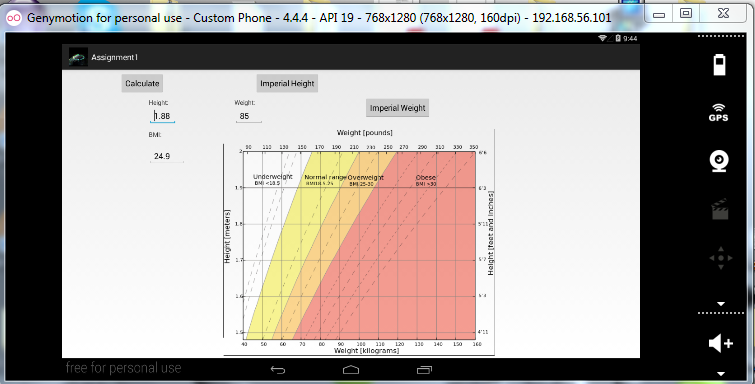 Genymotion for personal use - Custom Phone - 4.4.4 - API 19 - 768x1280 (768x1280, 160dpi) - 192.168.56.101
9:44
Assignment1
Calculate
Imperial Height
Height:
Weight:
Imperial Weight
1.88
85
BMI:
24.9
Weight [pounds]
90 110 130 150 170 190 210 230 250 270 290 310 330 350
2 6'6
Underweight Normal range Overweight Obese
BMI <18.5 BMI18.5-25 BMI 25-30 BMI >30
1.9 6'3
1.8 5'11
Height [meters]
Height [feet and inches]
1.7 5'7
1.6 5'3
1.5 4'11
40 50 60 70 80 90 100 110 120 130 140 150 160
Weight [kilograms]
free for personal use
GPS